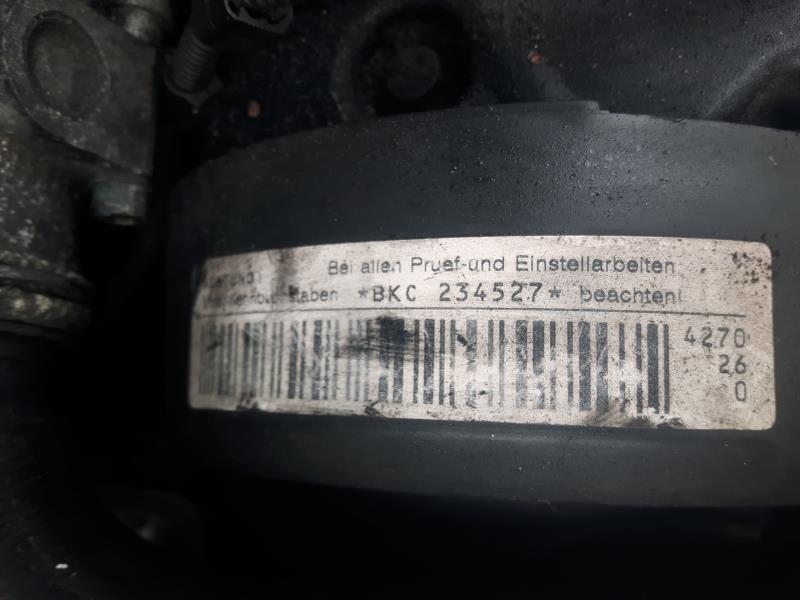 Bei allen Pruef-und Einstellarbeiten
*BKC 234527* beachten!
4270
26
0